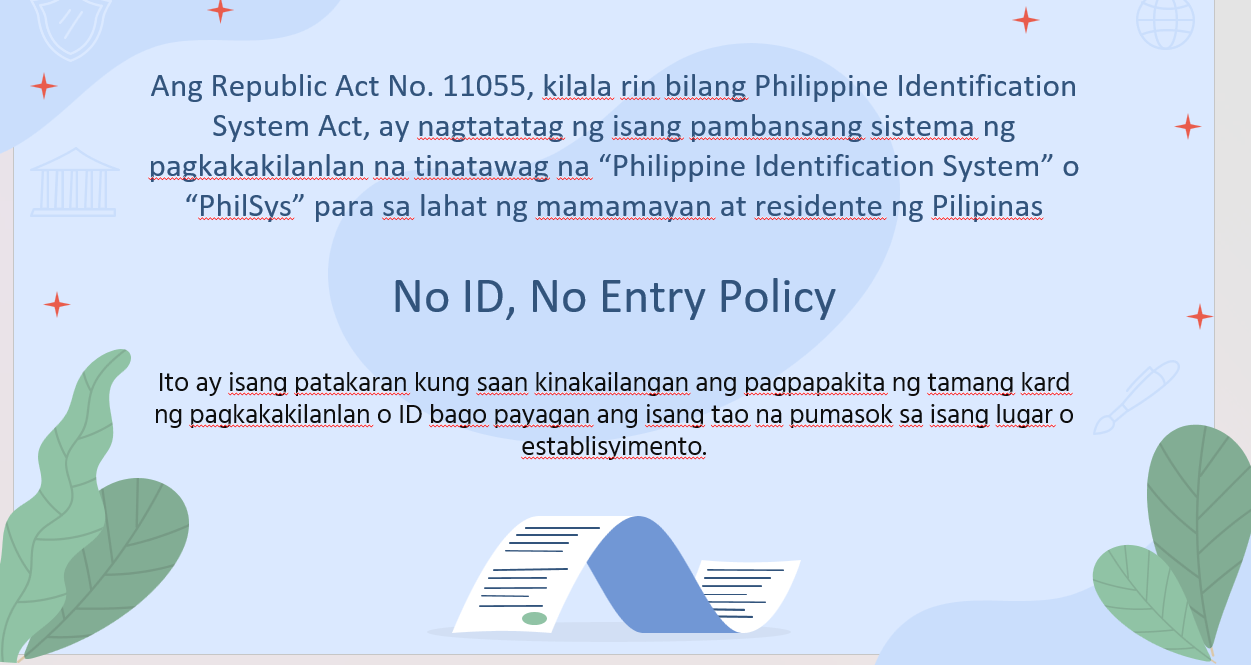 Ang Republic Act No. 11055, kilala rin bilang Philippine Identification
System Act, ay nagtatatag ng isang pambansang sistema ng
pagkakakilanlan na tinatawag na “Philippine Identification System” o
“PhilSys” para sa lahat ng mamamayan at residente ng Pilipinas
No ID, No Entry Policy
Ito ay isang patakaran kung saan kinakailangan ang pagpapakita ng tamang kard
ng pagkakakilanlan o ID bago payagan ang isang tao na pumasok sa isang lugar o
establisyimento.